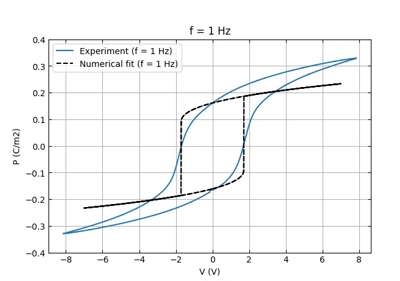 f = 1 Hz
Experiment (f = 1 Hz)
Numerical fit (f = 1 Hz)
P (C/m2)
0.4
0.3
0.2
0.1
0.0
−0.1
−0.2
−0.3
−0.4
−8 −6 −4 −2 0 2 4 6 8
V (V)